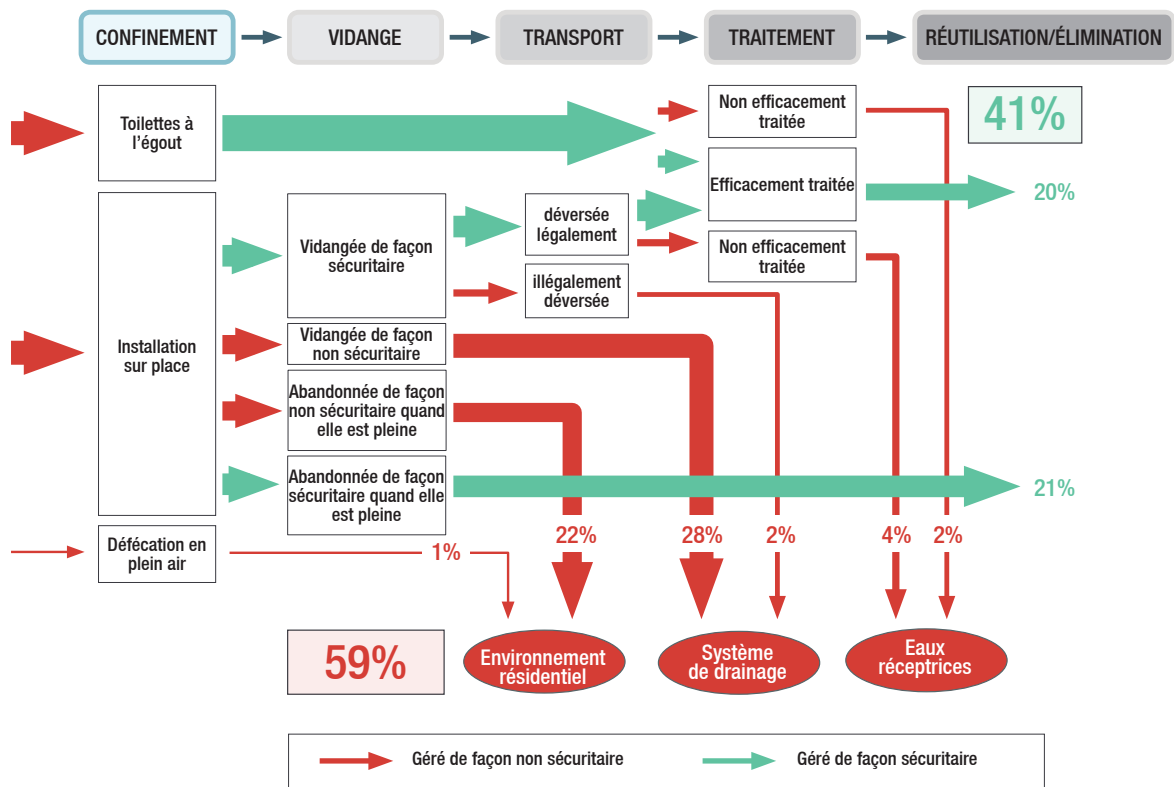 CONFINEMENT
VIDANGE
TRANSPORT
TRAITEMENT
RÉUTILISATION/ÉLIMINATION
Toilettes à
l'égout
Non efficacement
traitée
41%
Efficacement traitée
20%
Installation
sur place
Vidangée de façon
sécuritaire
déversée
légalement
Non efficacement
traitée
illégalement
déversée
Vidangée de façon
non sécuritaire
Abandonnée de façon
non sécuritaire quand
elle est pleine
Abandonnée de façon
sécuritaire quand elle
est pleine
21%
Défécation en
plein air
1%
22%
28%
2%
4%
2%
59%
Environnement
résidentiel
Système
de drainage
Eaux
réceptrices
Géré de façon non sécuritaire
Géré de façon sécuritaire